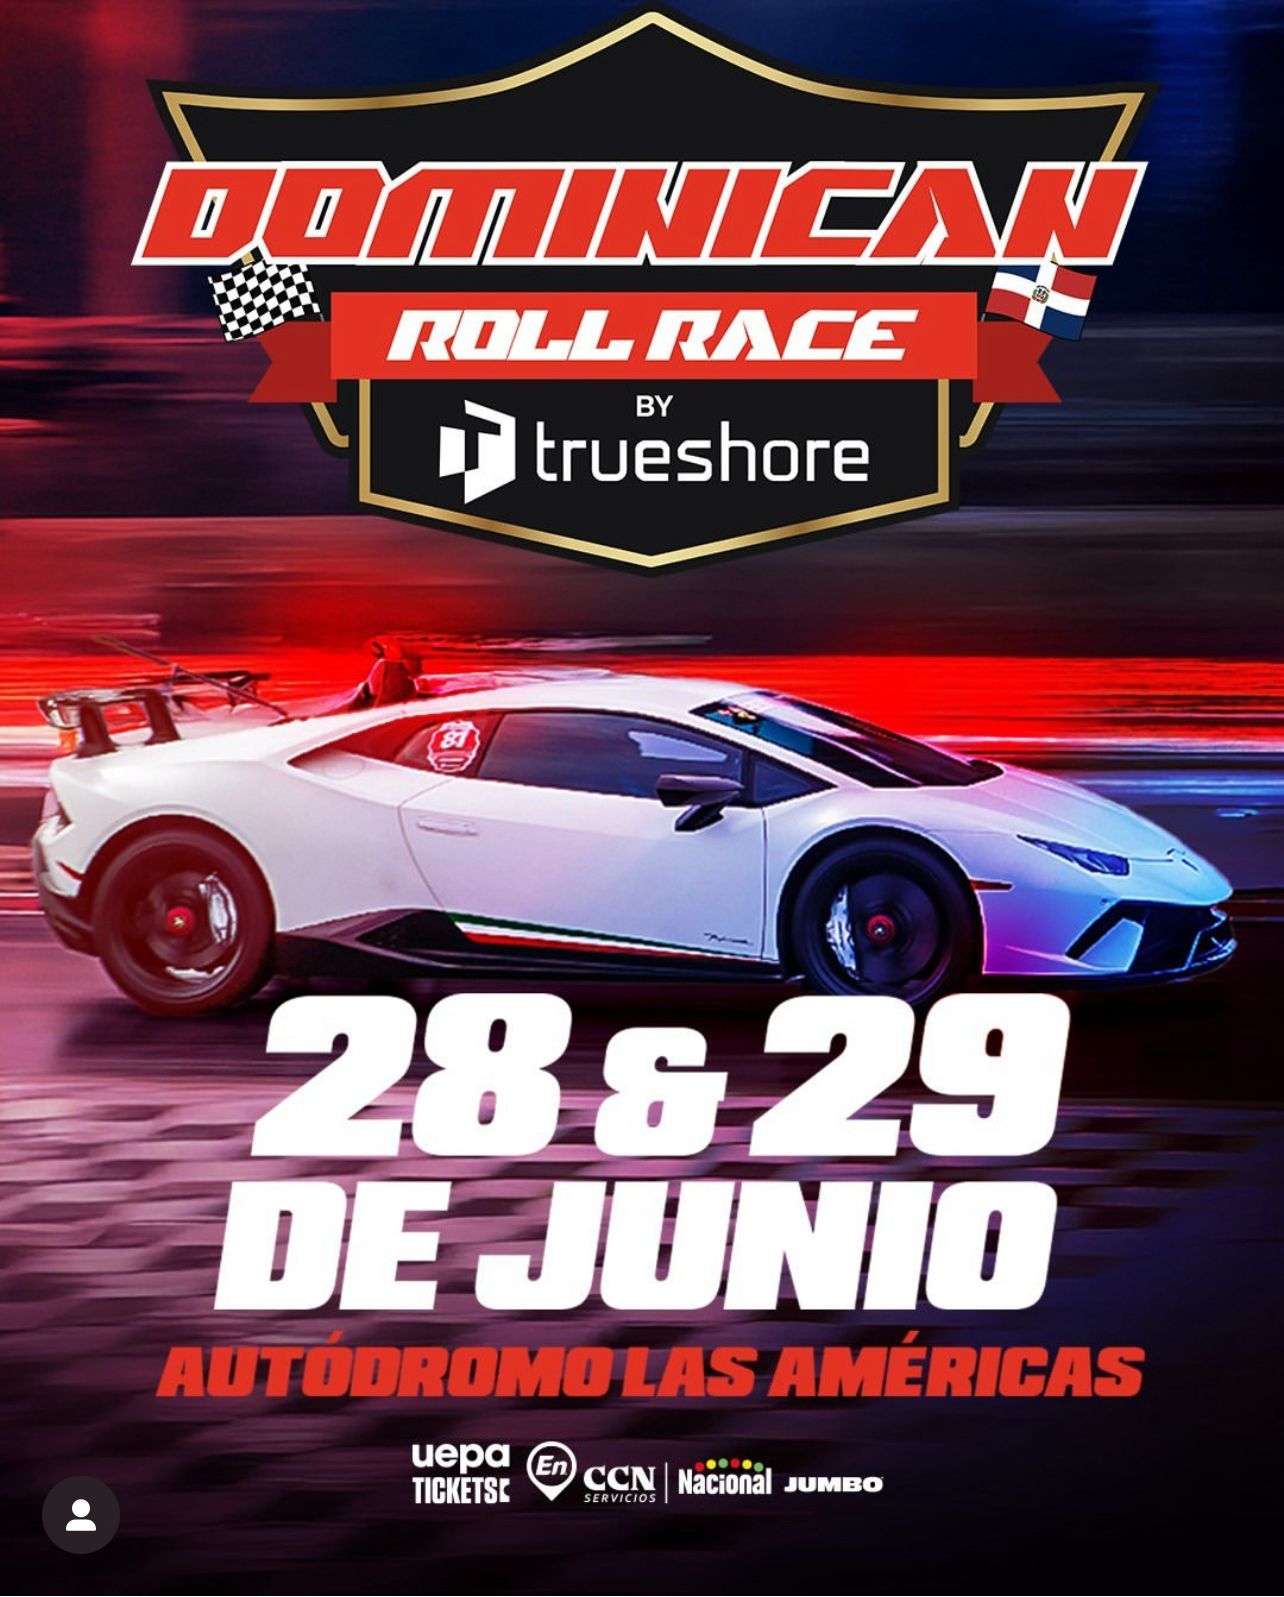 DOMINICAN
ROLL RACE
BY
trueshore
81
28 & 29
DE JUNIO
AUTÓDROMO LAS AMÉRICAS
uepa
TICKETS
En
CCN
SERVICIOS
Nacional
JUMBO